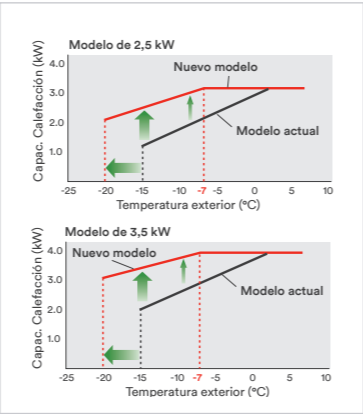 Modelo de 2,5 kW
Capac. Calefacción (kW)
4.0
3.0
2.0
1.0
Nuevo modelo
Modelo actual
-25 -20 -15 -10 -7 -5 0 5 10
Temperatura exterior (°C)
Modelo de 3,5 kW
Capac. Calefacción (kW)
4.0
3.0
2.0
1.0
Nuevo modelo
Modelo actual
-25 -20 -15 -10 -7 -5 0 5 10
Temperatura exterior (°C)